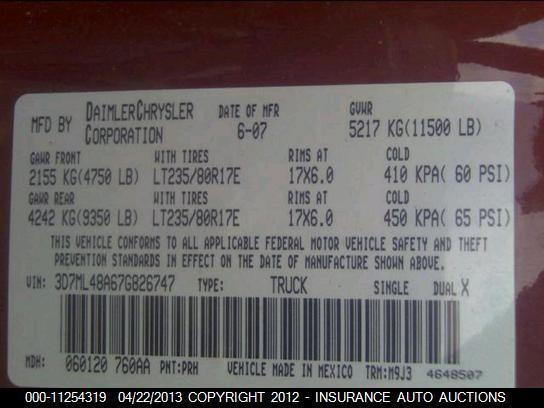 MFD BY DAIMLERCHRYSLER CORPORATION DATE OF MFR 6-07 GVWR 5217 KG(11500 LB)
GAWR FRONT WITH TIRES RIMS AT COLD
2155 KG(4750 LB) LT235/80R17E 17X6.0 410 KPA( 60 PSI)
GAWR REAR WITH TIRES RIMS AT COLD
4242 KG(9350 LB) LT235/80R17E 17X6.0 450 KPA( 65 PSI)
THIS VEHICLE CONFORMS TO ALL APPLICABLE FEDERAL MOTOR VEHICLE SAFETY AND THEFT
PREVENTION STANDARDS IN EFFECT ON THE DATE OF MANUFACTURE SHOWN ABOVE.
VIN: 3D7ML48A67G826747 TYPE: TRUCK SINGLE DUAL X
MDH: 060120 760AA PNT:PRH VEHICLE MADE IN MEXICO TRM:M9J3 4648507
000-11254319 04/22/2013 COPYRIGHT 2012 - INSURANCE AUTO AUCTIONS